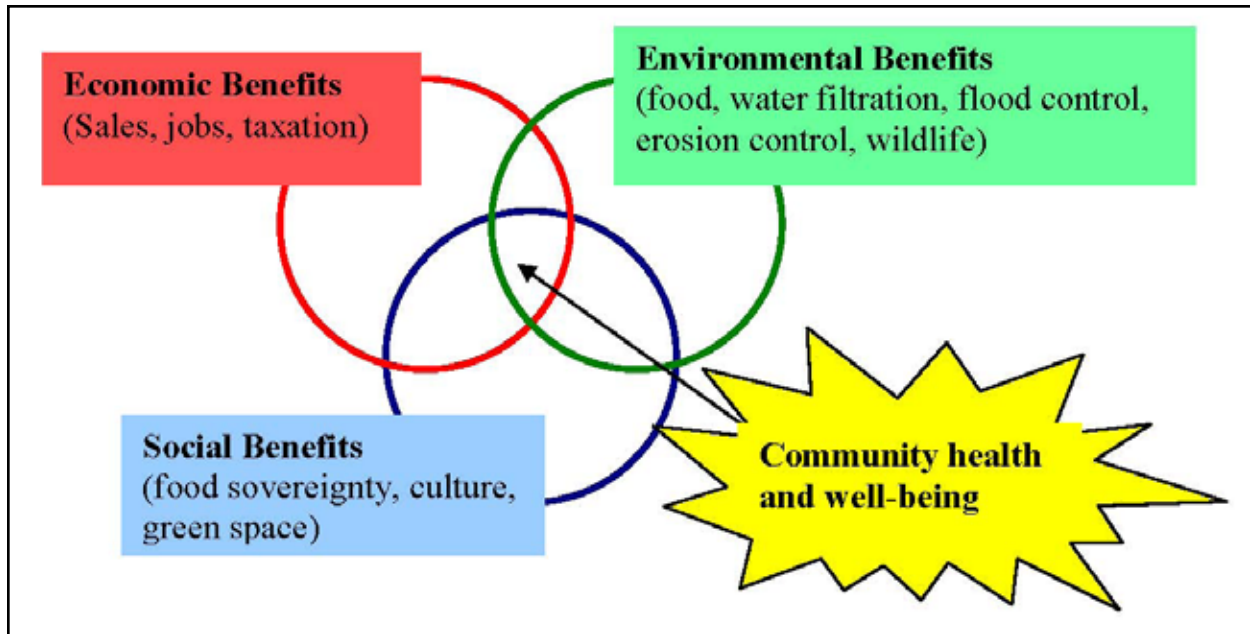 Economic Benefits
(Sales, jobs, taxation)
Environmental Benefits
(food, water filtration, flood control,
erosion control, wildlife)
Social Benefits
(food sovereignty, culture,
green space)
Community health
and well-being